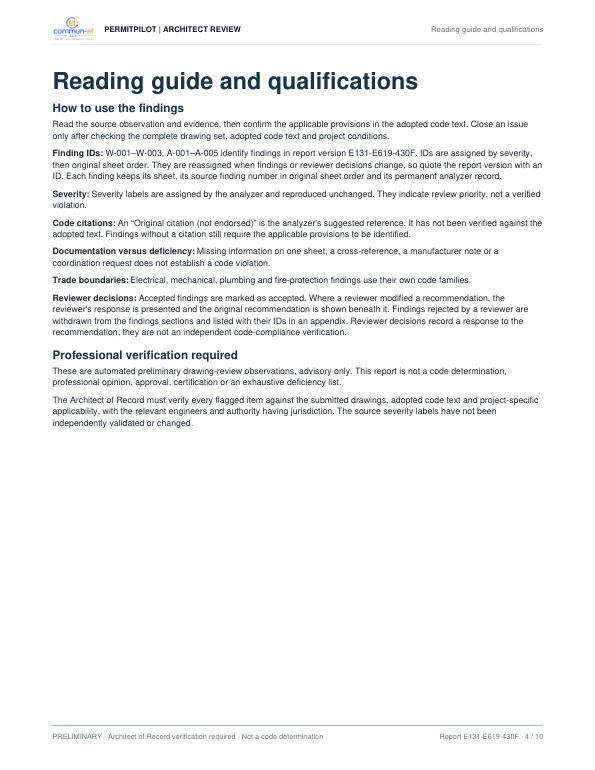 commun-et
PERMITPILOT | ARCHITECT REVIEW
Reading guide and qualifications
Reading guide and qualifications
How to use the findings
Read the source observation and evidence, then confirm the applicable provisions in the adopted code text. Close an issue
only after checking the complete drawing set, adopted code text and project conditions.
Finding IDs: W-001–W-003, A-001–A-005 identify findings in report version E131-E619-430F. IDs are assigned by severity,
then original sheet order. They are reassigned when findings or reviewer decisions change, so quote the report version with an
ID. Each finding keeps its sheet, its source finding number in original sheet order and its permanent analyzer record.
Severity: Severity labels are assigned by the analyzer and reproduced unchanged. They indicate review priority, not a verified
violation.
Code citations: An “Original citation (not endorsed)” is the analyzer's suggested reference. It has not been verified against the
adopted text. Findings without a citation still require the applicable provisions to be identified.
Documentation versus deficiency: Missing information on one sheet, a cross-reference, a manufacturer note or a
coordination request does not establish a code violation.
Trade boundaries: Electrical, mechanical, plumbing and fire-protection findings use their own code families.
Reviewer decisions: Accepted findings are marked as accepted. Where a reviewer modified a recommendation, the
reviewer's response is presented and the original recommendation is shown beneath it. Findings rejected by a reviewer are
withdrawn from the findings sections and listed with their IDs in an appendix. Reviewer decisions record a response to the
recommendation; they are not an independent code-compliance verification.
Professional verification required
These are automated preliminary drawing-review observations, advisory only. This report is not a code determination,
professional opinion, approval, certification or an exhaustive deficiency list.
The Architect of Record must verify every flagged item against the submitted drawings, adopted code text and project-specific
applicability, with the relevant engineers and authority having jurisdiction. The source severity labels have not been
independently validated or changed.
PRELIMINARY · Architect of Record verification required · Not a code determination
Report E131-E619-430F · 4 / 10